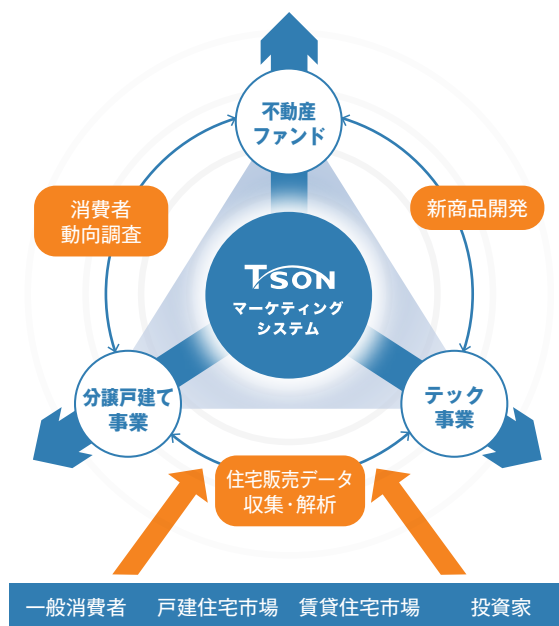 不動産
ファンド
消費者
動向調査
新商品開発
TSON
マーケティング
システム
分譲戸建て
事業
テック
事業
住宅販売データ
収集・解析
一般消費者 戸建住宅市場 賃貸住宅市場 投資家